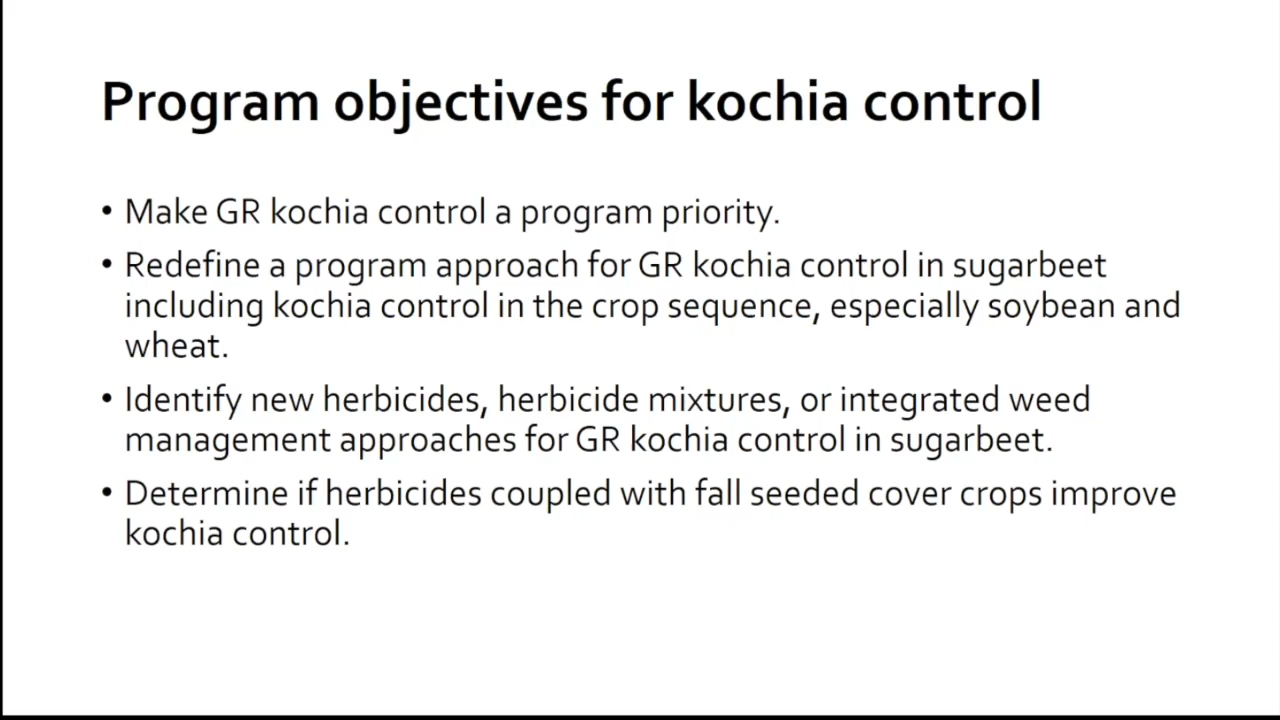 Program objectives for kochia control
• Make GR kochia control a program priority.
• Redefine a program approach for GR kochia control in sugarbeet
including kochia control in the crop sequence, especially soybean and
wheat.
• Identify new herbicides, herbicide mixtures, or integrated weed
management approaches for GR kochia control in sugarbeet.
• Determine if herbicides coupled with fall seeded cover crops improve
kochia control.